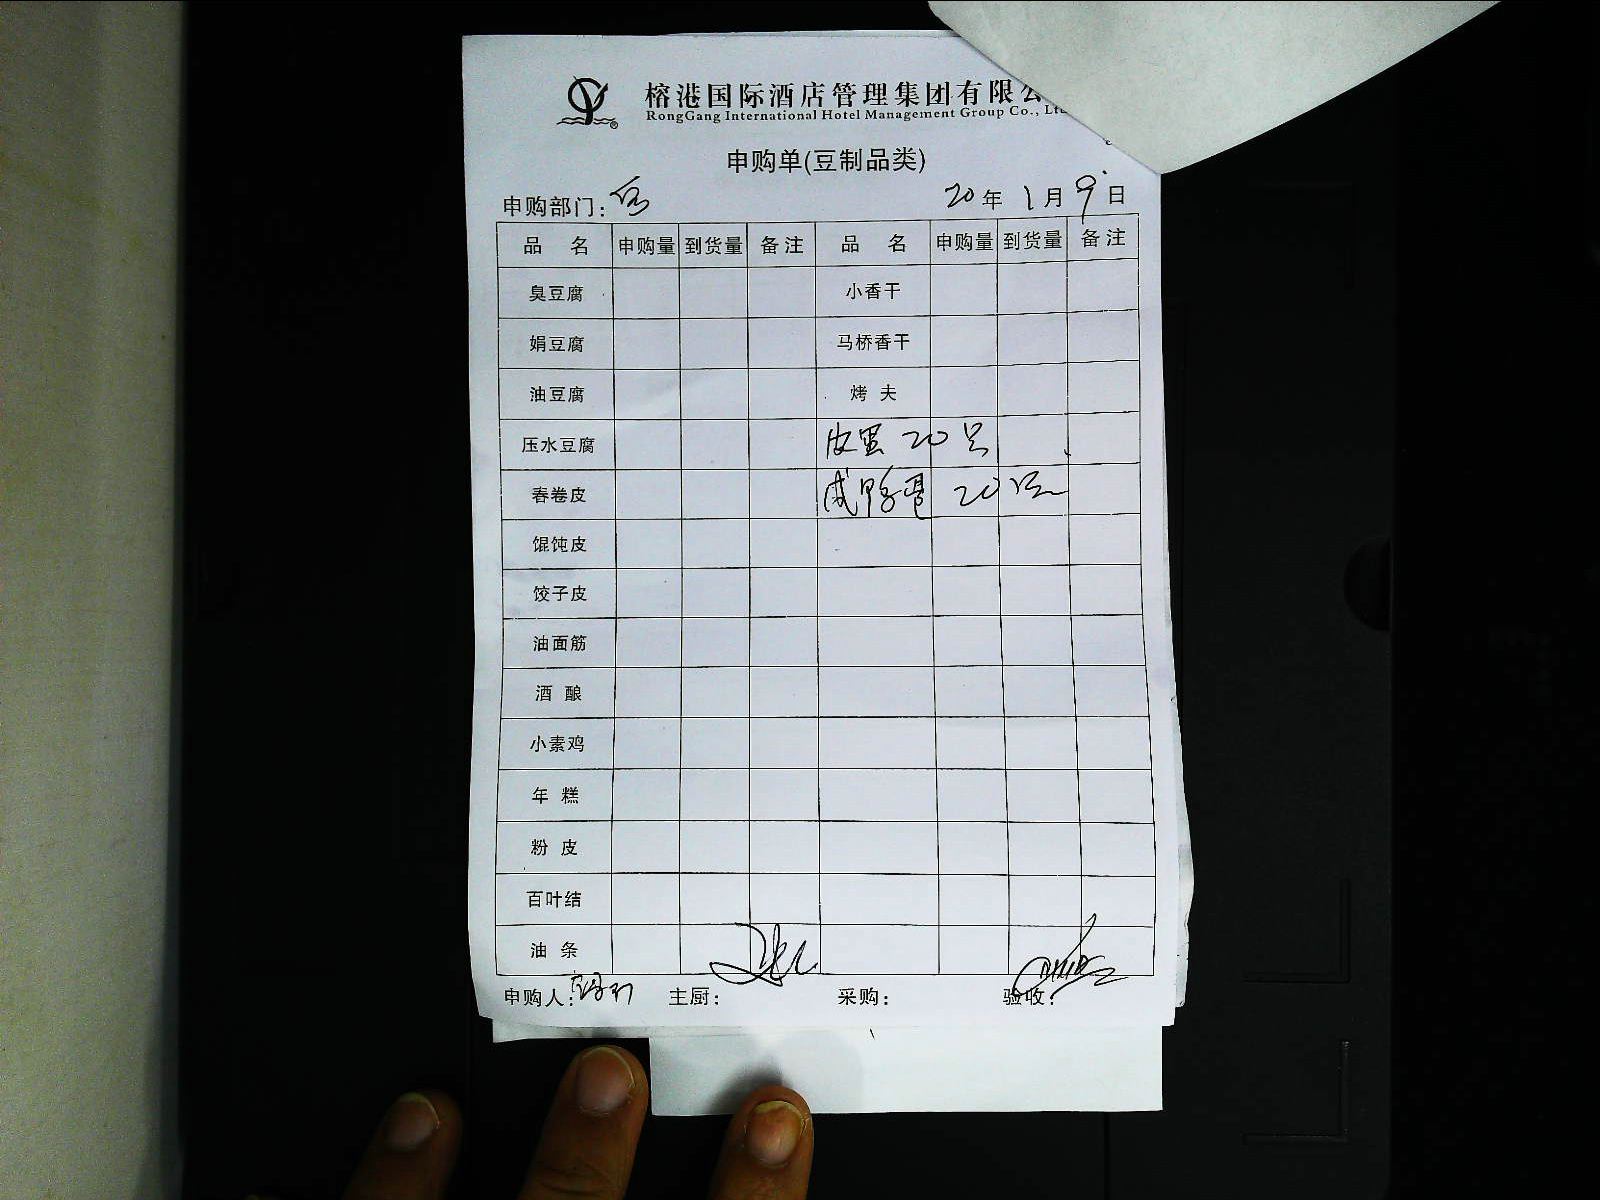 榕港国际酒店管理集团有限公
RongGang International Hotel Management Group Co., Ltd
申购单(豆制品类)
申购部门: 20年 1月 9日
品 名 申购量 到货量 备注 品 名 申购量 到货量 备注
臭豆腐 小香干
娟豆腐 马桥香干
油豆腐 烤 夫
压水豆腐 皮蛋 20只
春卷皮 咸鸭蛋 20只
馄饨皮
饺子皮
油面筋
酒 酿
小素鸡
年 糕
粉 皮
百叶结
油 条
申购人: 主厨: 采购: 验收: